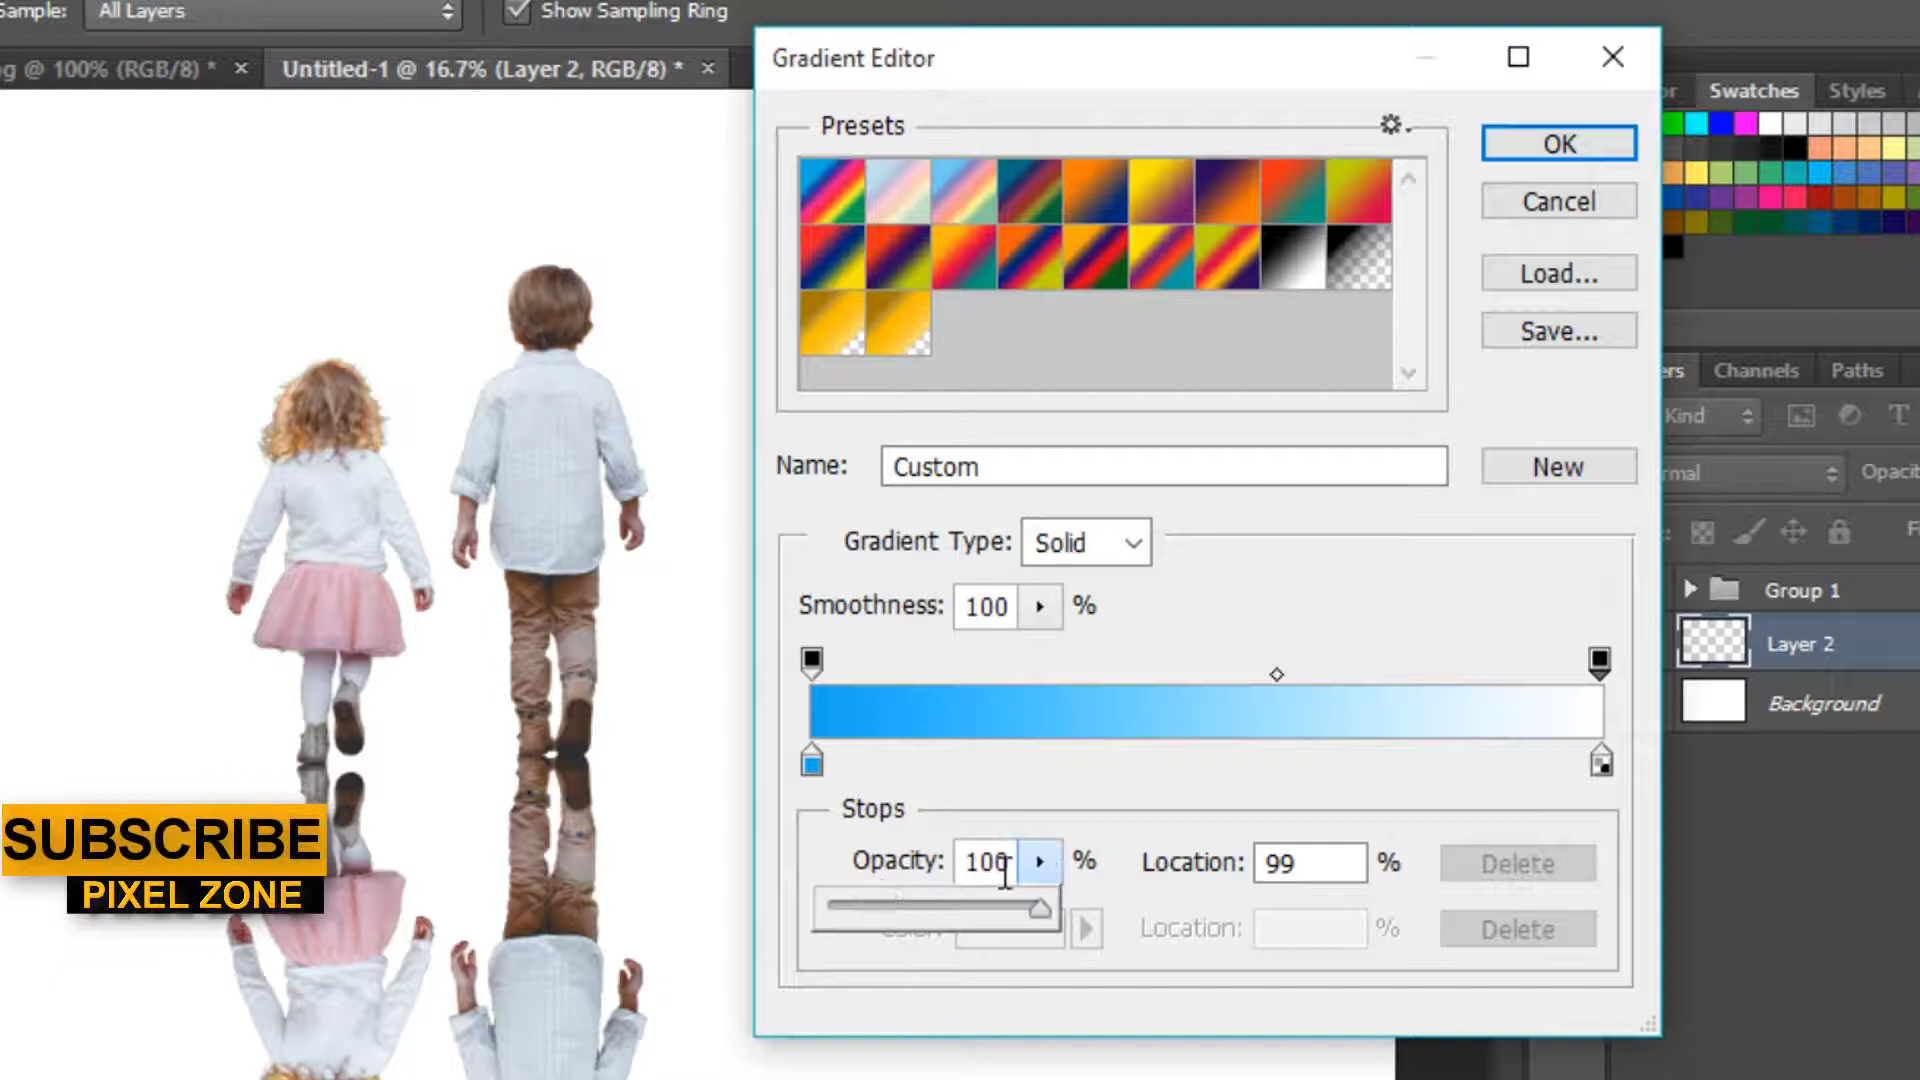 Sample: All Layers Show Sampling Ring
g @ 100% (RGB/8) * × Untitled-1 @ 16.7% (Layer 2, RGB/8) * ×
Gradient Editor
Presets
OK
Cancel
Load...
Save...
Name: Custom
New
Gradient Type: Solid
Smoothness: 100 %
Stops
Opacity: 100 % Location: 99 % Delete
Location: % Delete
Swatches Styles
Channels Paths
Kind
Group 1
Layer 2
Background
SUBSCRIBE
PIXEL ZONE